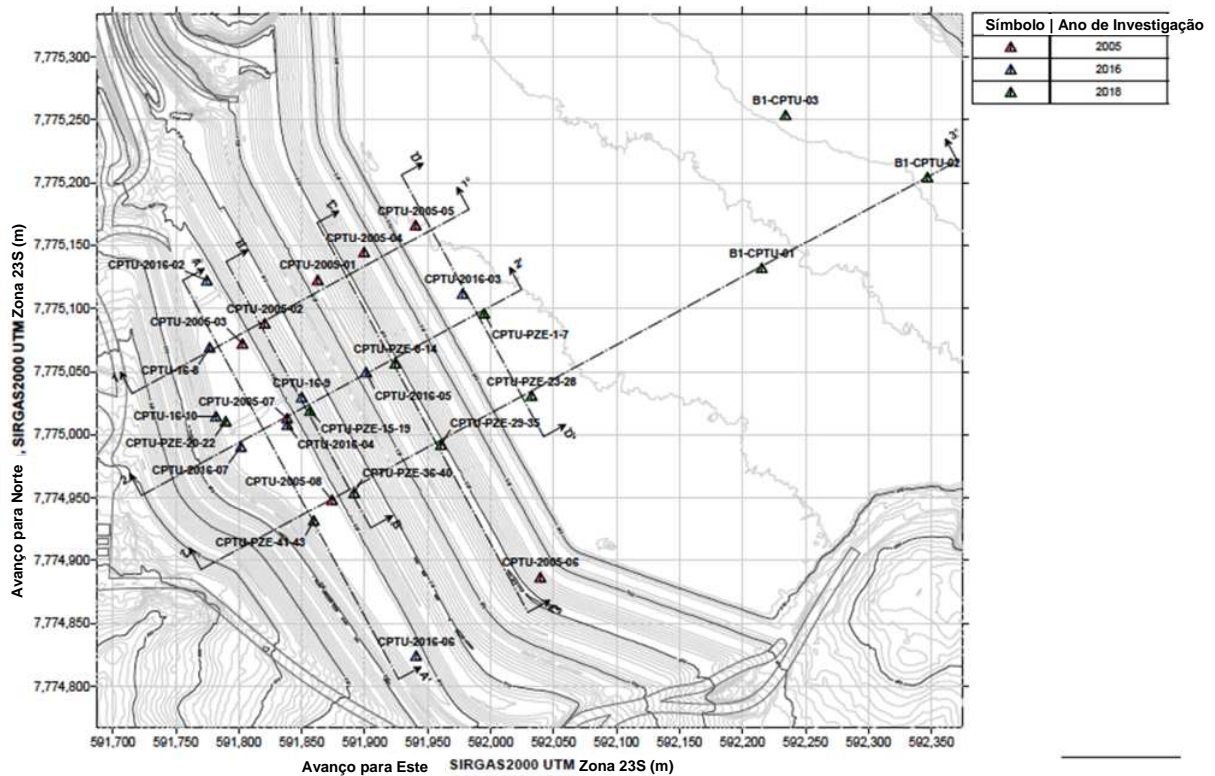 Símbolo | Ano de Investigação
2005
2016
2018
7,775,300
7,775,250
7,775,200
7,775,150
7,775,100
7,775,050
7,775,000
7,774,950
7,774,900
7,774,850
7,774,800
Avanço para Norte , SIRGAS2000 UTM Zona 23S (m)
B1-CPTU-03
B1-CPTU-02
B1-CPTU-01
CPTU-2005-05
CPTU-2005-04
CPTU-2005-01
CPTU-2016-02
CPTU-2016-03
CPTU-2005-02
CPTU-2005-03
CPTU-PZE-1-7
CPTU-PZE-8-14
CPTU-16-8
CPTU-16-9
CPTU-PZE-23-28
CPTU-2016-05
CPTU-2005-07
CPTU-16-10
CPTU-PZE-29-35
CPTU-PZE-15-19
CPTU-PZE-20-22
CPTU-2016-04
CPTU-2016-07
CPTU-PZE-36-40
CPTU-2005-08
CPTU-PZE-41-43
CPTU-2005-06
CPTU-2016-06
A'
591,700 591,750 591,800 591,850 591,900 591,950 592,000 592,050 592,100 592,150 592,200 592,250 592,300 592,350
Avanço para Este SIRGAS2000 UTM Zona 23S (m)